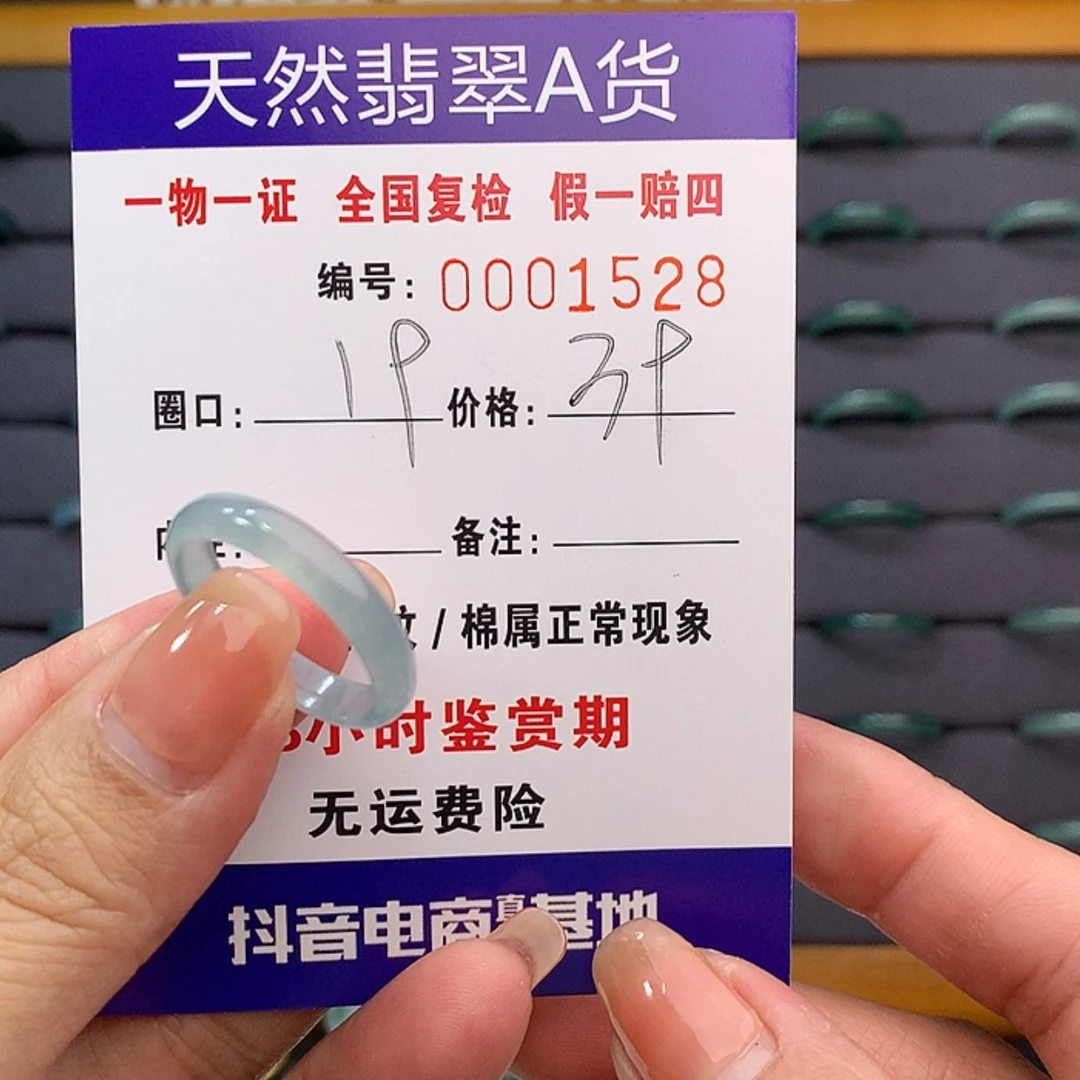 天然翡翠A货
一物一证 全国复检 假一赔四
编号: 0001528
圈口: 19 价格: 39
备注:
纹 / 棉属正常现象
小时鉴赏期
无运费险
抖音电商 基地